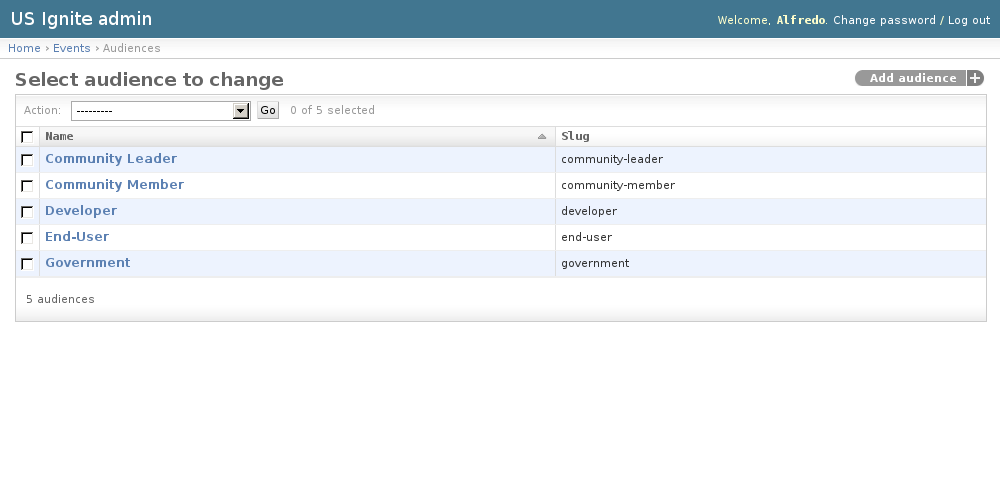 US Ignite admin
Welcome, Alfredo. Change password / Log out
Home › Events › Audiences
Select audience to change
Add audience +
Action: --------- Go 0 of 5 selected
Name Slug
Community Leader community-leader
Community Member community-member
Developer developer
End-User end-user
Government government
5 audiences